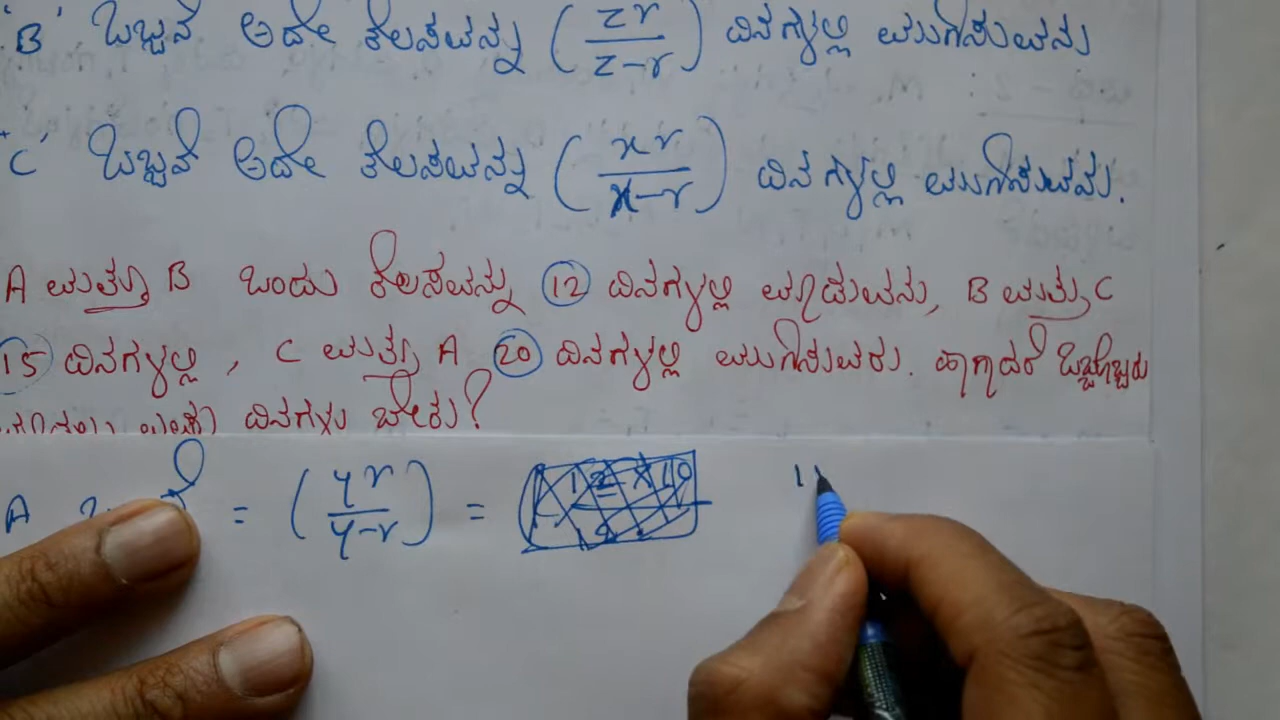 'B' ಒಬ್ಬನೆ ಅದೇ ಕೆಲಸವನ್ನು (zr/z-r) ದಿನಗಳಲ್ಲಿ ಮುಗಿಸುವನು
'C' ಒಬ್ಬನೆ ಅದೇ ಕೆಲಸವನ್ನು (xr/x-r) ದಿನಗಳಲ್ಲಿ ಮುಗಿಸುವನು.
A ಮತ್ತು B ಒಂದು ಕೆಲಸವನ್ನು 12 ದಿನಗಳಲ್ಲಿ ಮಾಡುವನು, B ಮತ್ತು C
15 ದಿನಗಳಲ್ಲಿ, C ಮತ್ತು A 20 ದಿನಗಳಲ್ಲಿ ಮುಗಿಸುವರು. ಹಾಗಾದರೆ ಒಬ್ಬೊಬ್ಬರು
ದಿನಗಳು ಬೇಕು?
A = (yr/y-r) =